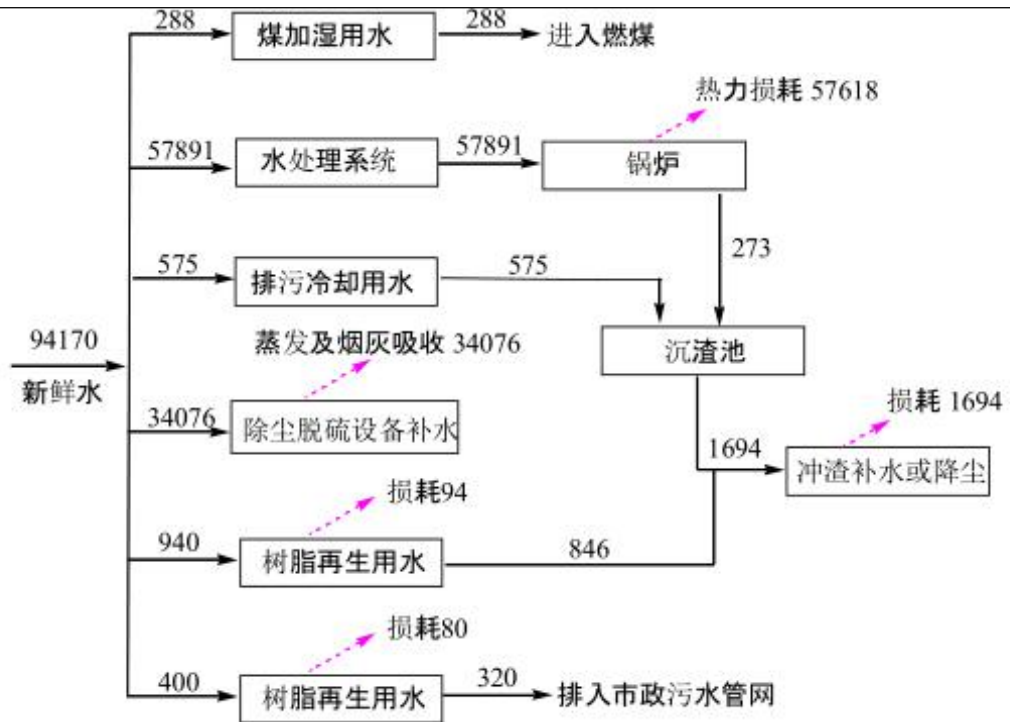 288
煤加湿用水
288
进入燃煤
热力损耗 57618
57891
水处理系统
57891
锅炉
273
575
排污冷却用水
575
沉渣池
94170
新鲜水
蒸发及烟灰吸收 34076
34076
除尘脱硫设备补水
损耗 1694
1694
冲渣补水或降尘
损耗94
940
树脂再生用水
846
损耗80
400
树脂再生用水
320
排入市政污水管网